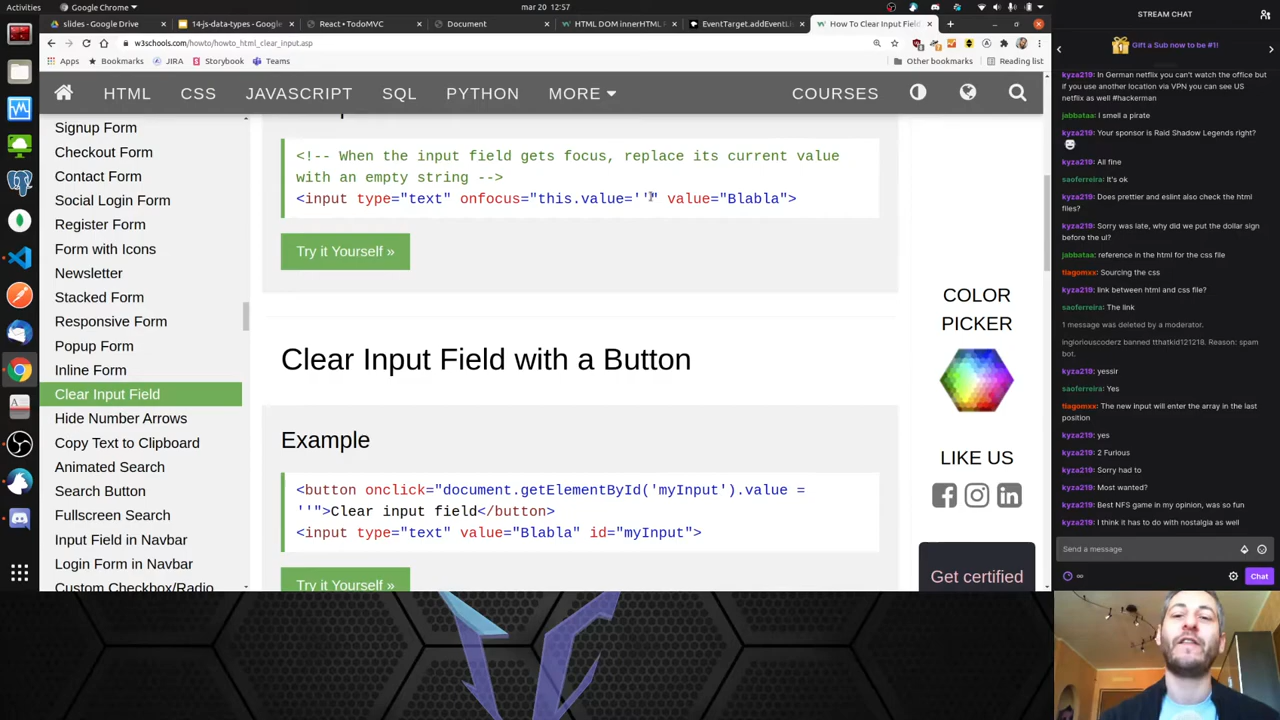 Activities
Google Chrome
mar 20 12:57
slides - Google Drive
14-js-data-types - Google
React • TodoMVC
Document
HTML DOM innerHTML
EventTarget.addEven
How To Clear Input Field
w3schools.com/howto/howto_html_clear_input.asp
Apps
Bookmarks
JIRA
Storybook
Teams
Other bookmarks
Reading list
HTML
CSS
JAVASCRIPT
SQL
PYTHON
MORE
COURSES
Signup Form
Checkout Form
Contact Form
Social Login Form
Register Form
Form with Icons
Newsletter
Stacked Form
Responsive Form
Popup Form
Inline Form
Clear Input Field
Hide Number Arrows
Copy Text to Clipboard
Animated Search
Search Button
Fullscreen Search
Input Field in Navbar
Login Form in Navbar
Custom Checkbox/Radio
<!-- When the input field gets focus, replace its current value
with an empty string -->
<input type="text" onfocus="this.value=''" value="Blabla">
Try it Yourself »
Clear Input Field with a Button
Example
<button onclick="document.getElementById('myInput').value =
''">Clear input field</button>
<input type="text" value="Blabla" id="myInput">
Try it Yourself »
COLOR
PICKER
LIKE US
Get certified
STREAM CHAT
Gift a Sub now to be #1!
kyza219: In German netflix you can't watch the office but
if you use another location via VPN you can see US
netflix as well #hackerman
jabbataa: I smell a pirate
kyza219: Your sponsor is Raid Shadow Legends right?
kyza219: All fine
saoferreira: It's ok
kyza219: Does prettier and eslint also check the html
files?
kyza219: Sorry was late, why did we put the dollar sign
before the ul?
jabbataa: reference in the html for the css file
tiagomxx: Sourcing the css
kyza219: link between html and css file?
saoferreira: The link
1 message was deleted by a moderator.
ingloriouscoderz banned tthatkid121218. Reason: spam
bot.
kyza219: yessir
saoferreira: Yes
tiagomxx: The new input will enter the array in the last
position
kyza219: yes
kyza219: 2 Furious
kyza219: Sorry had to
kyza219: Most wanted?
kyza219: Best NFS game in my opinion, was so fun
kyza219: I think it has to do with nostalgia as well
Send a message
Chat